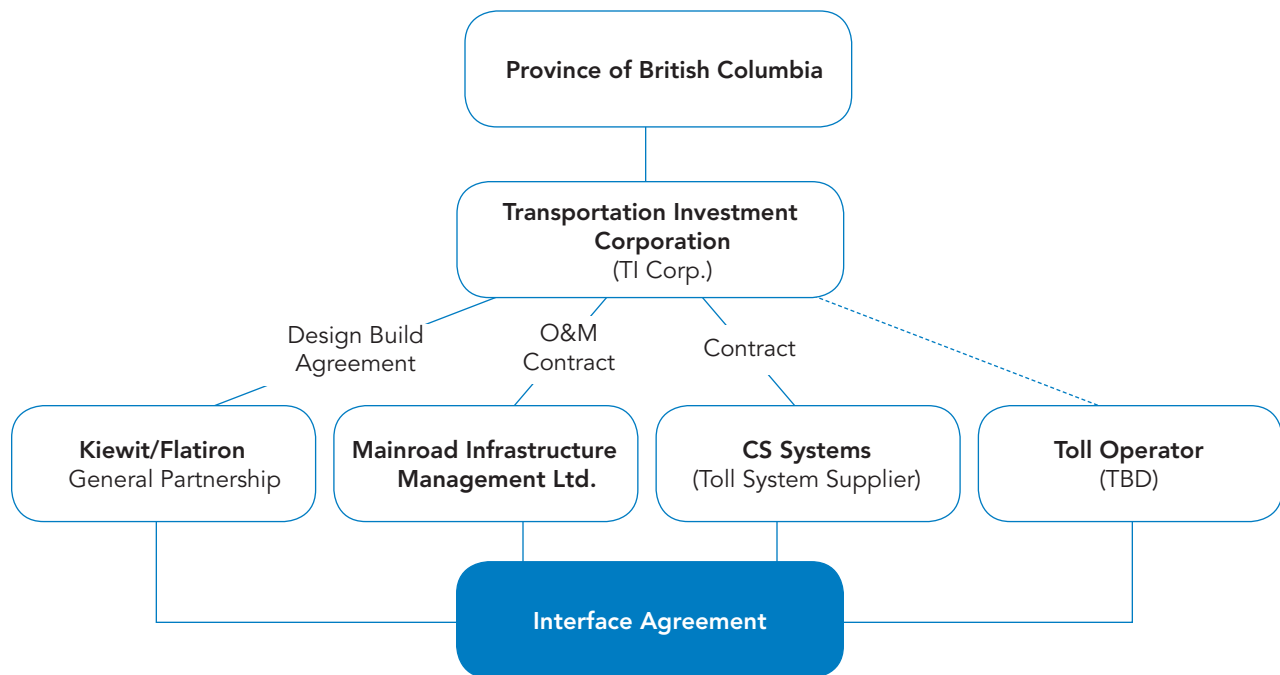 Province of British Columbia
Transportation Investment
Corporation
(TI Corp.)
Design Build
Agreement
O&M
Contract
Contract
Kiewit/Flatiron
General Partnership
Mainroad Infrastructure
Management Ltd.
CS Systems
(Toll System Supplier)
Toll Operator
(TBD)
Interface Agreement